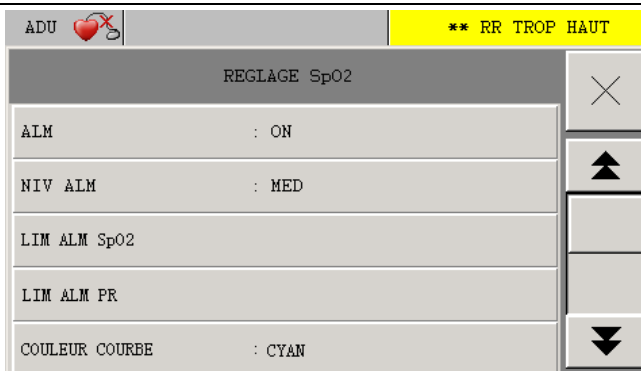 ADU ** RR TROP HAUT
REGLAGE SpO2
ALM : ON
NIV ALM : MED
LIM ALM SpO2
LIM ALM PR
COULEUR COURBE : CYAN